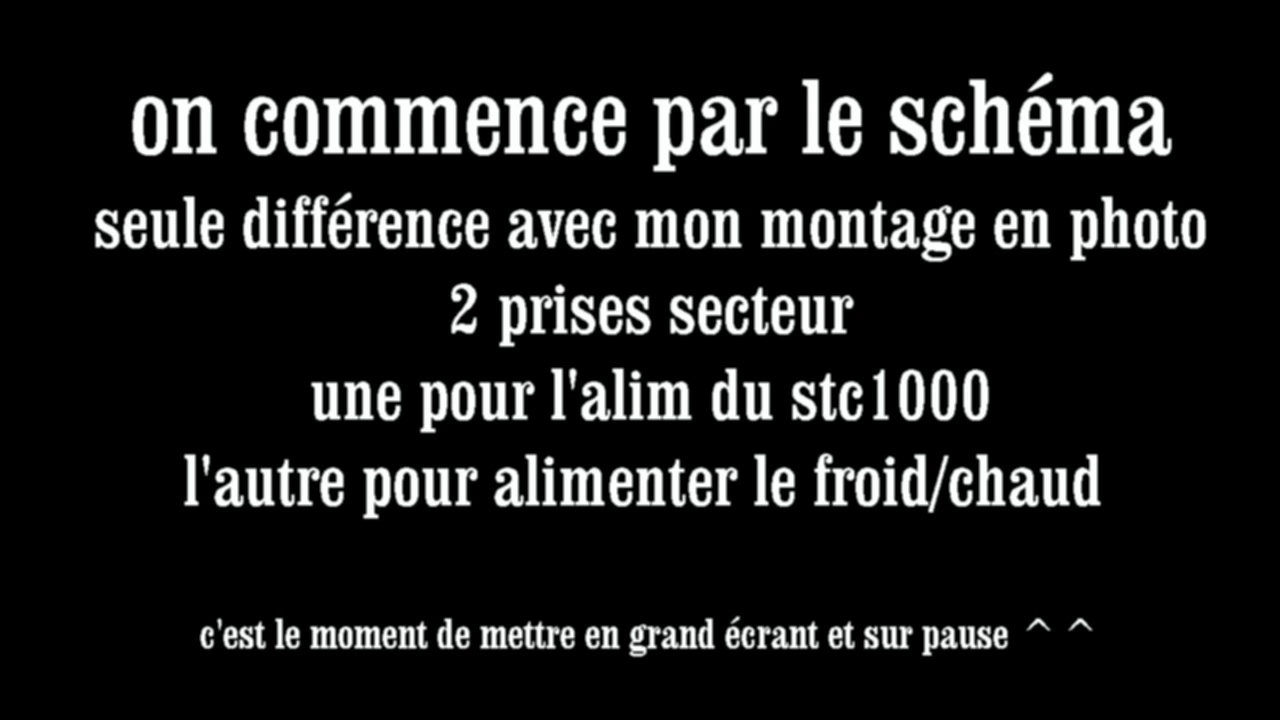 on commence par le schéma
seule différence avec mon montage en photo
2 prises secteur
une pour l'alim du stc1000
l'autre pour alimenter le froid/chaud
c'est le moment de mettre en grand écrant et sur pause ^ ^